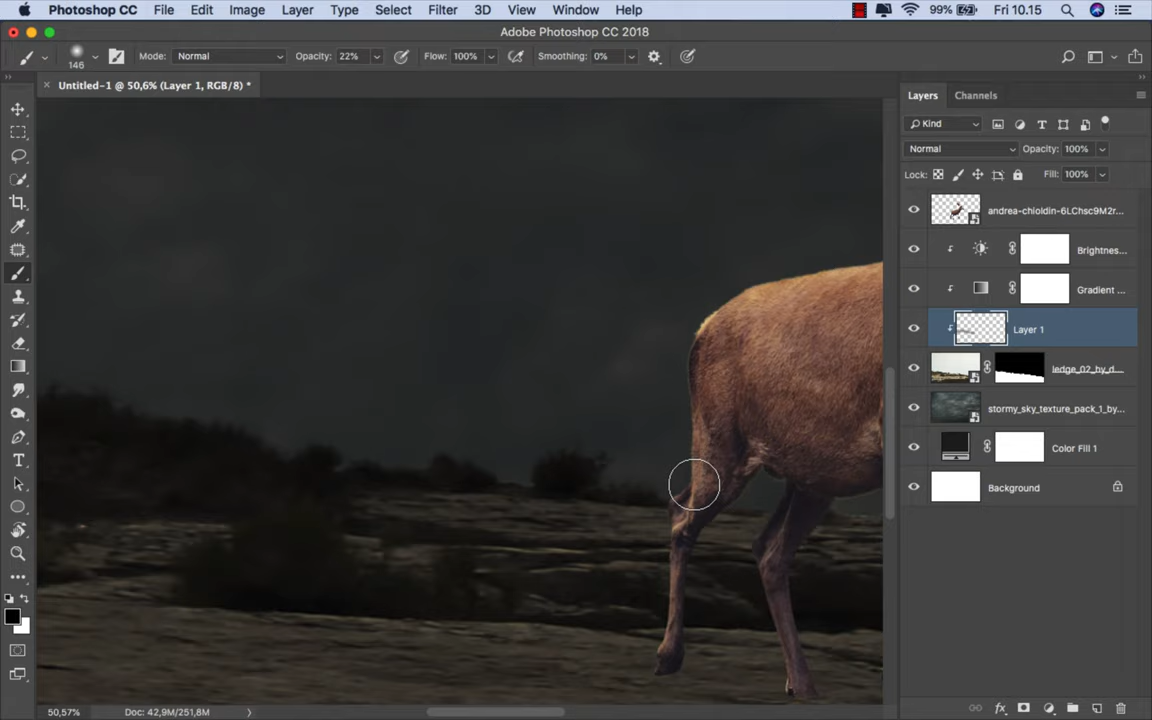 Photoshop CC File Edit Image Layer Type Select Filter 3D View Window Help 99% Fri 10.15
Adobe Photoshop CC 2018
146 Mode: Normal Opacity: 22% Flow: 100% Smoothing: 0%
Untitled-1 @ 50,6% (Layer 1, RGB/8) *
Layers Channels
Kind
Normal Opacity: 100%
Lock: Fill: 100%
andrea-chioldin-6LChsc9M2r...
Brightnes...
Gradient ...
Layer 1
ledge_02_by_d...
stormy_sky_texture_pack_1_by...
Color Fill 1
Background
50,57% Doc: 42,9M/251,8M